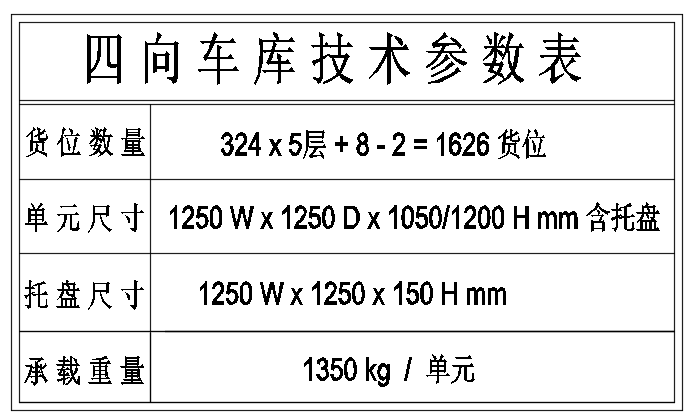 四向车库技术参数表
货位数量 324 x 5层 + 8 - 2 = 1626 货位
单元尺寸 1250 W x 1250 D x 1050/1200 H mm 含托盘
托盘尺寸 1250 W x 1250 x 150 H mm
承载重量 1350 kg / 单元